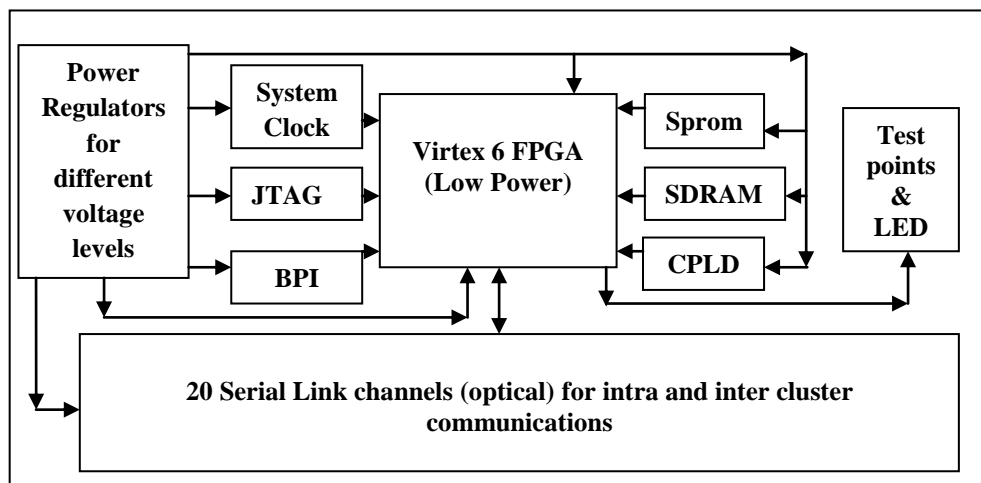 Power
Regulators
for
different
voltage
levels
System
Clock
JTAG
BPI
Virtex 6 FPGA
(Low Power)
Sprom
SDRAM
CPLD
Test
points
&
LED
20 Serial Link channels (optical) for intra and inter cluster
communications